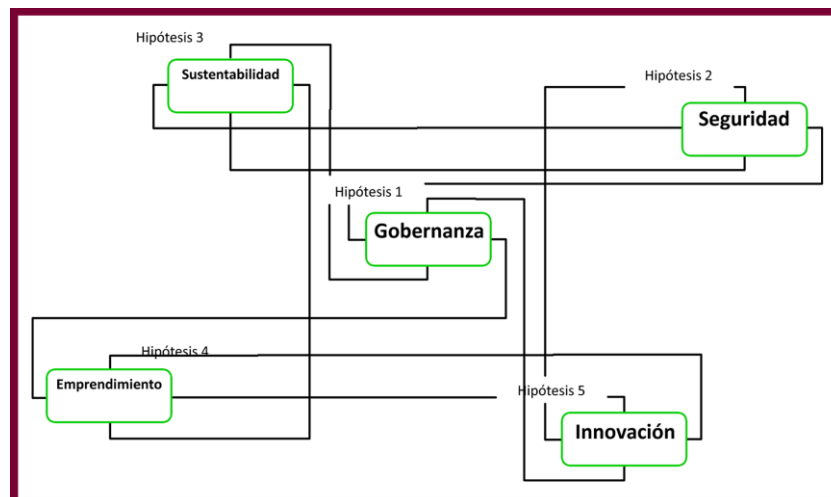 Hipótesis 3
Sustentabilidad
Hipótesis 2
Seguridad
Hipótesis 1
Gobernanza
Hipótesis 4
Emprendimiento
Hipótesis 5
Innovación